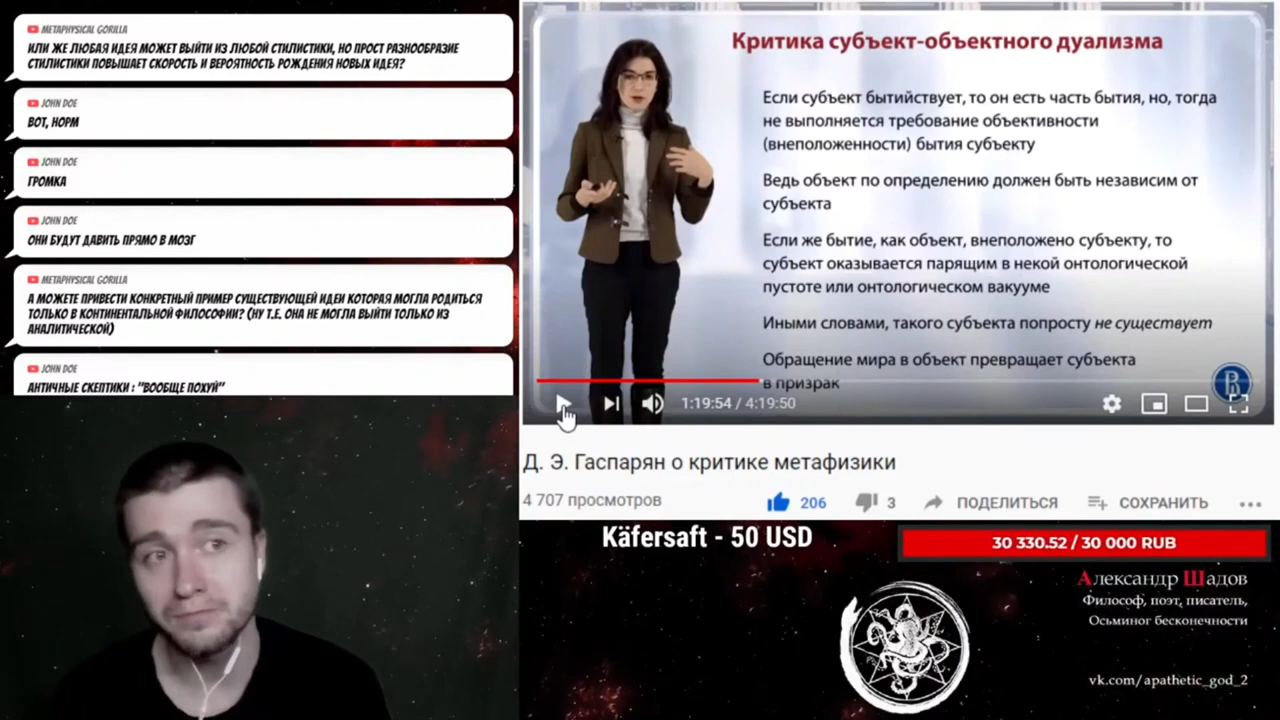 METAPHYSICAL GORILLA
ИЛИ ЖЕ ЛЮБАЯ ИДЕЯ МОЖЕТ ВЫЙТИ ИЗ ЛЮБОЙ СТИЛИСТИКИ, НО ПРОСТ РАЗНООБРАЗИЕ
СТИЛИСТИКИ ПОВЫШАЕТ СКОРОСТЬ И ВЕРОЯТНОСТЬ РОЖДЕНИЯ НОВЫХ ИДЕЯ?
JOHN DOE
ВОТ, НОРМ
JOHN DOE
ГРОМКА
JOHN DOE
ОНИ БУДУТ ДАВИТЬ ПРЯМО В МОЗГ
METAPHYSICAL GORILLA
А МОЖЕТЕ ПРИВЕСТИ КОНКРЕТНЫЙ ПРИМЕР СУЩЕСТВУЮЩЕЙ ИДЕИ КОТОРАЯ МОГЛА РОДИТЬСЯ
ТОЛЬКО В КОНТИНЕНТАЛЬНОЙ ФИЛОСОФИИ? (НУ Т.Е. ОНА НЕ МОГЛА ВЫЙТИ ТОЛЬКО ИЗ
АНАЛИТИЧЕСКОЙ)
JOHN DOE
АНТИЧНЫЕ СКЕПТИКИ : "ВООБЩЕ ПОХУЙ"
Критика субъект-объектного дуализма
Если субъект бытийствует, то он есть часть бытия, но, тогда
не выполняется требование объективности
(внеположенности) бытия субъекту
Ведь объект по определению должен быть независим от
субъекта
Если же бытие, как объект, внеположено субъекту, то
субъект оказывается парящим в некой онтологической
пустоте или онтологическом вакууме
Иными словами, такого субъекта попросту не существует
Обращение мира в объект превращает субъекта
в призрак
1:19:54 / 4:19:50
Д. Э. Гаспарян о критике метафизики
4 707 просмотров
206
3
ПОДЕЛИТЬСЯ
СОХРАНИТЬ
Käfersaft - 50 USD
30 330.52 / 30 000 RUB
Александр Шадов
Философ, поэт, писатель,
Осьминог бесконечности
vk.com/apathetic_god_2